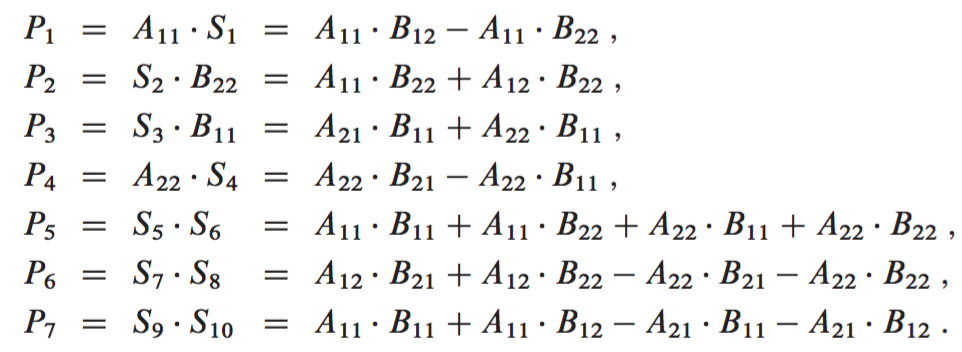 P₁ = A₁₁ · S₁ = A₁₁ · B₁₂ − A₁₁ · B₂₂ ,
P₂ = S₂ · B₂₂ = A₁₁ · B₂₂ + A₁₂ · B₂₂ ,
P₃ = S₃ · B₁₁ = A₂₁ · B₁₁ + A₂₂ · B₁₁ ,
P₄ = A₂₂ · S₄ = A₂₂ · B₂₁ − A₂₂ · B₁₁ ,
P₅ = S₅ · S₆ = A₁₁ · B₁₁ + A₁₁ · B₂₂ + A₂₂ · B₁₁ + A₂₂ · B₂₂ ,
P₆ = S₇ · S₈ = A₁₂ · B₂₁ + A₁₂ · B₂₂ − A₂₂ · B₂₁ − A₂₂ · B₂₂ ,
P₇ = S₉ · S₁₀ = A₁₁ · B₁₁ + A₁₁ · B₁₂ − A₂₁ · B₁₁ − A₂₁ · B₁₂ .